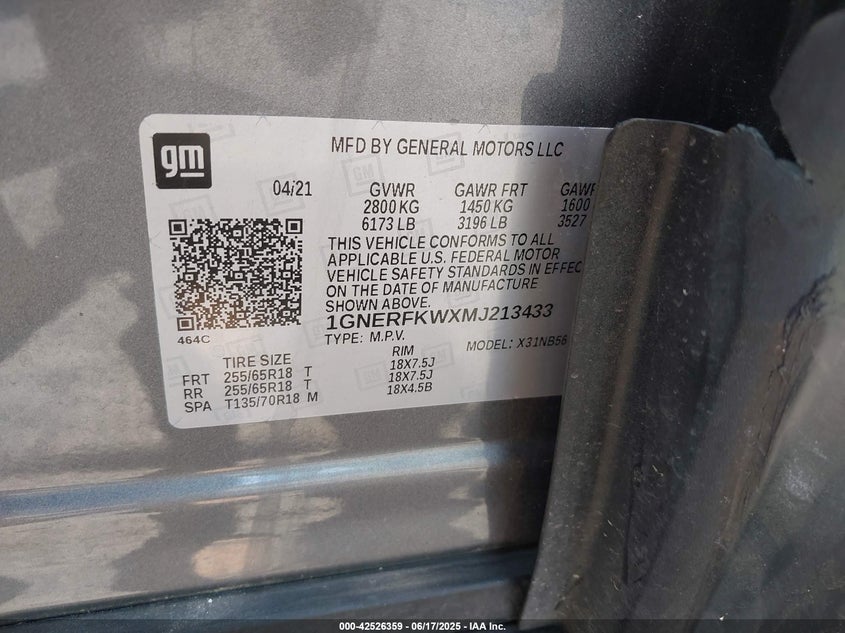 gm
MFD BY GENERAL MOTORS LLC
04/21 GVWR GAWR FRT GAWR
2800 KG 1450 KG 1600
6173 LB 3196 LB 3527
THIS VEHICLE CONFORMS TO ALL
APPLICABLE U.S. FEDERAL MOTOR
VEHICLE SAFETY STANDARDS IN EFFEC
ON THE DATE OF MANUFACTURE
SHOWN ABOVE.
1GNERFKWXMJ213433
464C
TYPE: M.P.V. MODEL: X31NB56
TIRE SIZE RIM
FRT 255/65R18 T 18X7.5J
RR 255/65R18 T 18X7.5J
SPA T135/70R18 M 18X4.5B
000-42526359 - 06/17/2025 - IAA Inc.